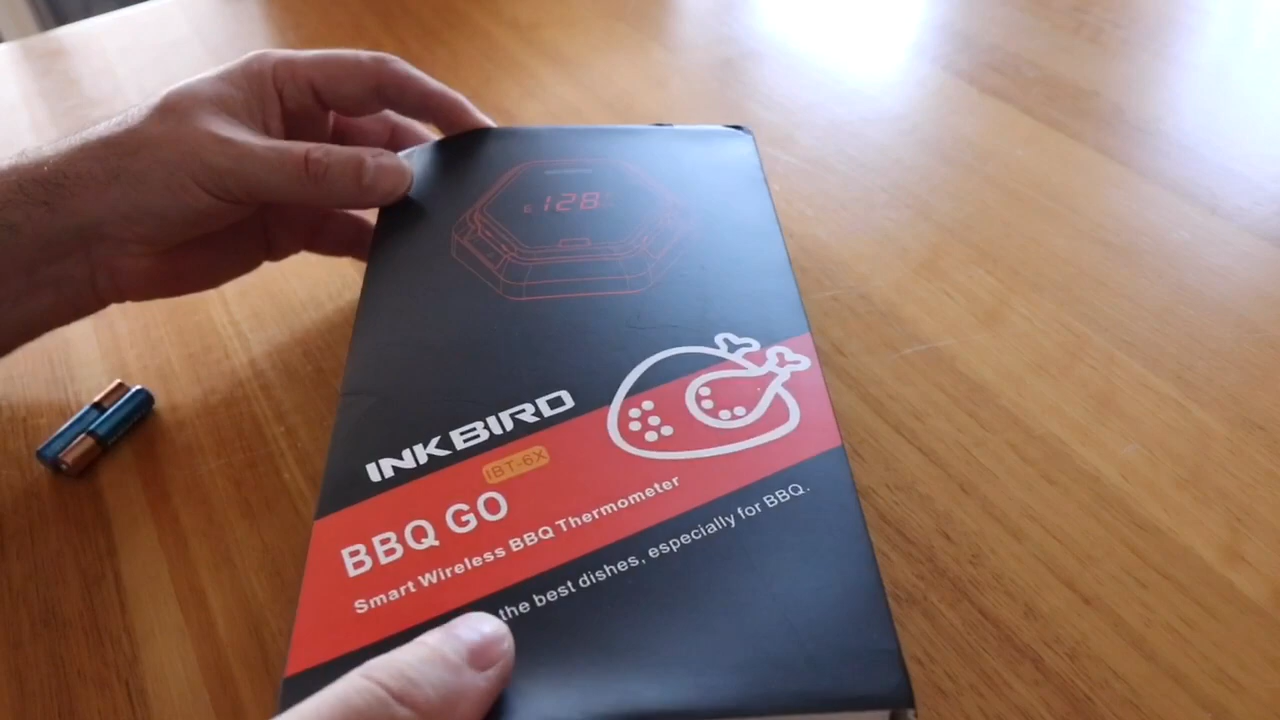 128
INKBIRD
IBT-6X
BBQ GO
Smart Wireless BBQ Thermometer
the best dishes, especially for BBQ.